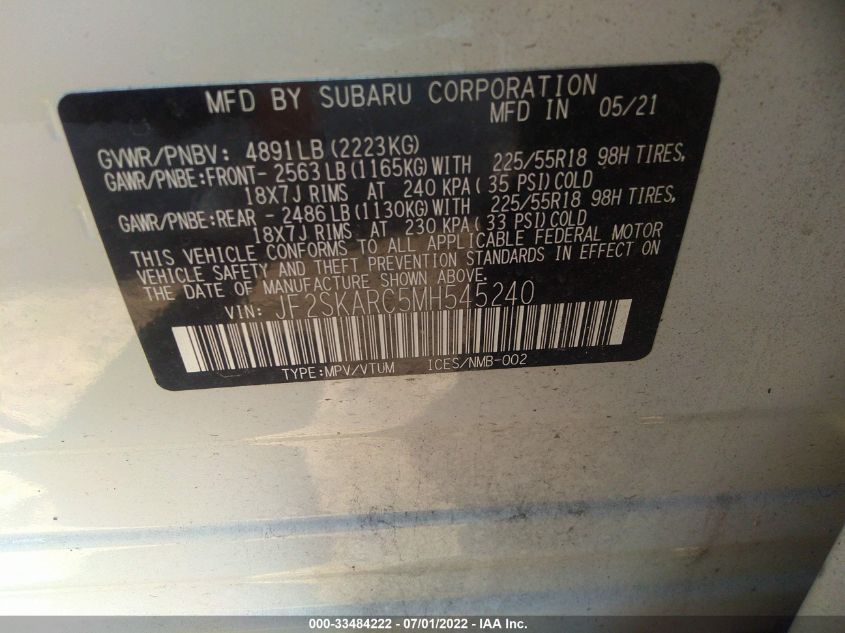 MFD BY SUBARU CORPORATION
MFD IN 05/21
GVWR/PNBV: 4891LB (2223KG)
GAWR/PNBE:FRONT- 2563LB (1165KG) WITH 225/55R18 98H TIRES,
18X7J RIMS AT 240 KPA ( 35 PSI) COLD
GAWR/PNBE:REAR - 2486LB (1130KG) WITH 225/55R18 98H TIRES,
18X7J RIMS AT 230 KPA ( 33 PSI) COLD
THIS VEHICLE CONFORMS TO ALL APPLICABLE FEDERAL MOTOR
VEHICLE SAFETY AND THEFT PREVENTION STANDARDS IN EFFECT ON
THE DATE OF MANUFACTURE SHOWN ABOVE.
VIN: JF2SKARC5MH545240
TYPE:MPV/VTUM ICES/NMB-002
000-33484222 - 07/01/2022 - IAA Inc.